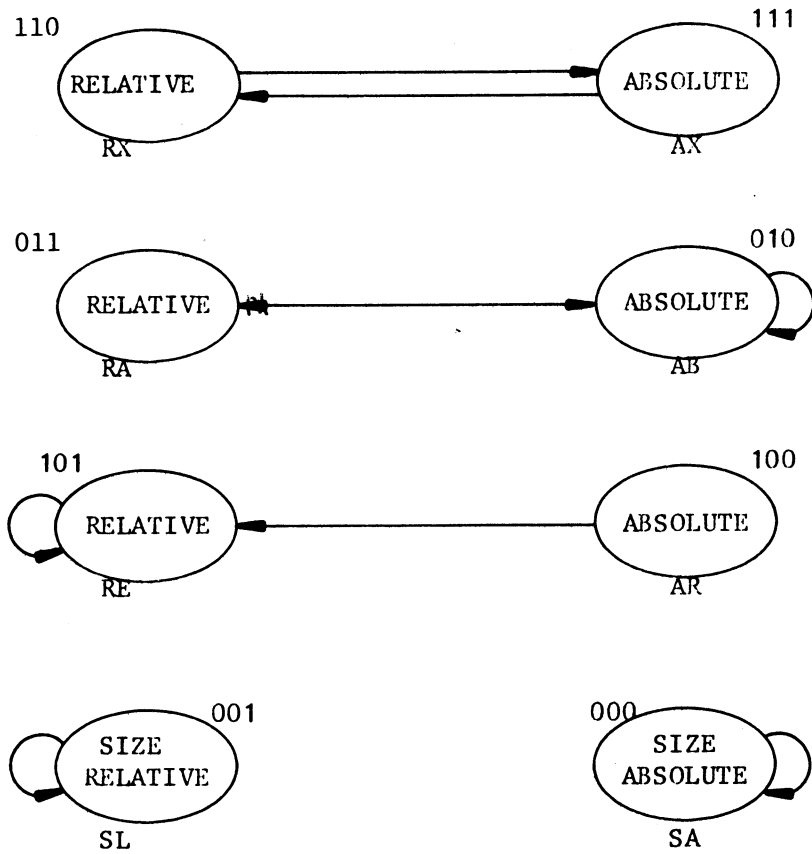 110
111
RELATIVE
ABSOLUTE
RX
AX
011
010
RELATIVE
ABSOLUTE
RA
AB
101
100
RELATIVE
ABSOLUTE
RE
AR
001
000
SIZE
RELATIVE
SIZE
ABSOLUTE
SL
SA